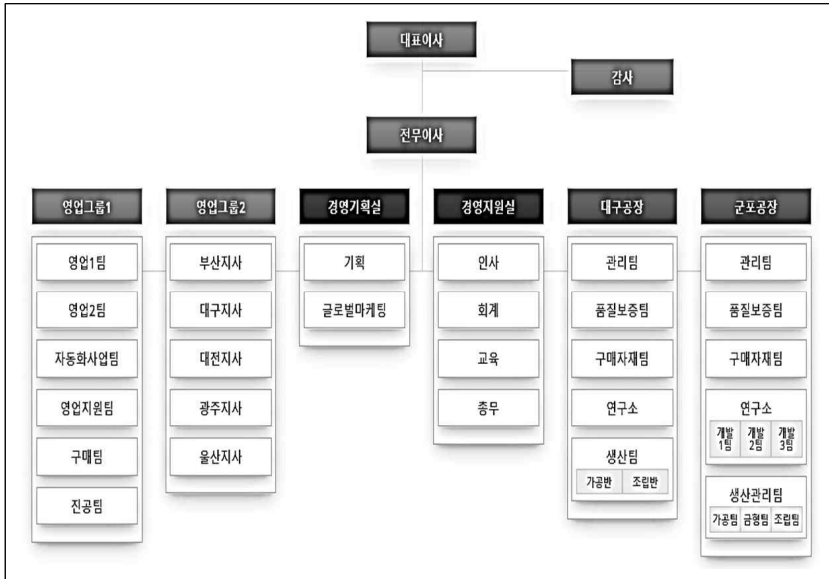 대표이사
감사
전무이사
영업그룹1
영업1팀
영업2팀
자동화사업팀
영업지원팀
구매팀
진공팀
영업그룹2
부산지사
대구지사
대전지사
광주지사
울산지사
경영기획실
기획
글로벌마케팅
경영지원실
인사
회계
교육
총무
대구공장
관리팀
품질보증팀
구매자재팀
연구소
생산팀
가공반 조립반
군포공장
관리팀
품질보증팀
구매자재팀
연구소
개발 개발 개발
1팀 2팀 3팀
생산관리팀
가공팀 금형팀 조립팀